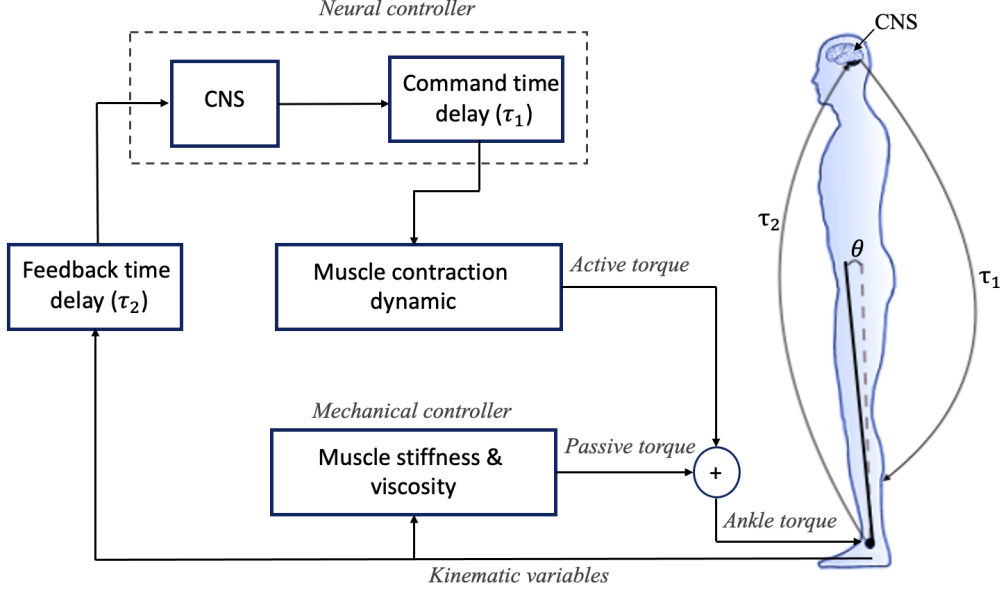 Neural controller
CNS
Command time
delay (τ₁)
CNS
τ₂
τ₁
θ
Feedback time
delay (τ₂)
Muscle contraction
dynamic
Active torque
Mechanical controller
Muscle stiffness &
viscosity
Passive torque
+
Ankle torque
Kinematic variables